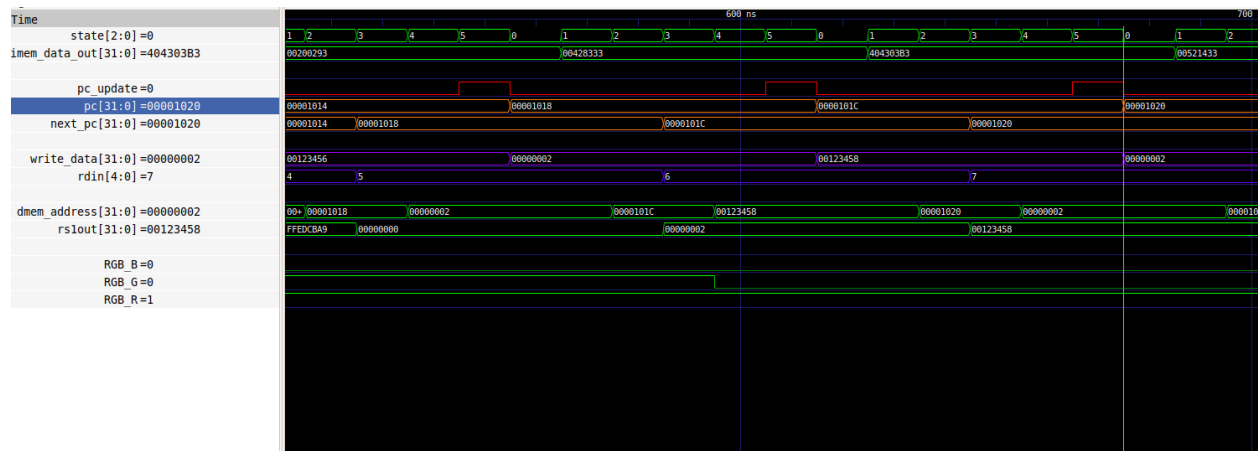 Time 600 ns 700
state[2:0]=0 1 2 3 4 5 0 1 2 3 4 5 0 1 2 3 4 5 0 1 2
imem_data_out[31:0]=404303B3 00200293 00428333 404303B3 00521433
pc_update=0
pc[31:0]=00001020 00001014 00001018 0000101C 00001020
next_pc[31:0]=00001020 00001014 00001018 0000101C 00001020
write_data[31:0]=00000002 00123456 00000002 00123458 00000002
rdin[4:0]=7 4 5 6 7
dmem_address[31:0]=00000002 00+ 00001018 00000002 0000101C 00123458 00001020 00000002 000010
rs1out[31:0]=00123458 FFEDCBA9 00000000 00000002 00123458
RGB_B=0
RGB_G=0
RGB_R=1